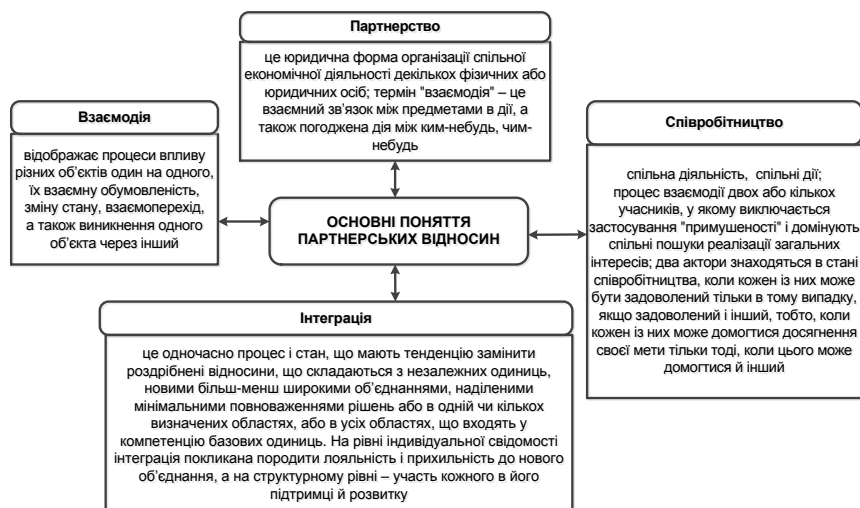 Партнерство
це юридична форма організації спільної
економічної діяльності декількох фізичних або
юридичних осіб; термін "взаємодія" – це
взаємний зв'язок між предметами в дії, а
також погоджена дія між ким-небудь, чим-
небудь
Взаємодія
відображає процеси впливу
різних об'єктів один на одного,
їх взаємну обумовленість,
зміну стану, взаємоперехід,
а також виникнення одного
об'єкта через інший
ОСНОВНІ ПОНЯТТЯ
ПАРТНЕРСЬКИХ ВІДНОСИН
Співробітництво
спільна діяльність, спільні дії;
процес взаємодії двох або кількох
учасників, у якому виключається
застосування "примушеності" і домінують
спільні пошуки реалізації загальних
інтересів; два актори знаходяться в стані
співробітництва, коли кожен із них може
бути задоволений тільки в тому випадку,
якщо задоволений і інший, тобто, коли
кожен із них може домогтися досягнення
своєї мети тільки тоді, коли цього може
домогтися й інший
Інтеграція
це одночасно процес і стан, що мають тенденцію замінити
роздрібнені відносини, що складаються з незалежних одиниць,
новими більш-менш широкими об'єднаннями, наділеними
мінімальними повноваженнями рішень або в одній чи кількох
визначених областях, або в усіх областях, що входять у
компетенцію базових одиниць. На рівні індивідуальної свідомості
інтеграція покликана породити лояльність і прихильність до нового
об'єднання, а на структурному рівні – участь кожного в його
підтримці й розвитку